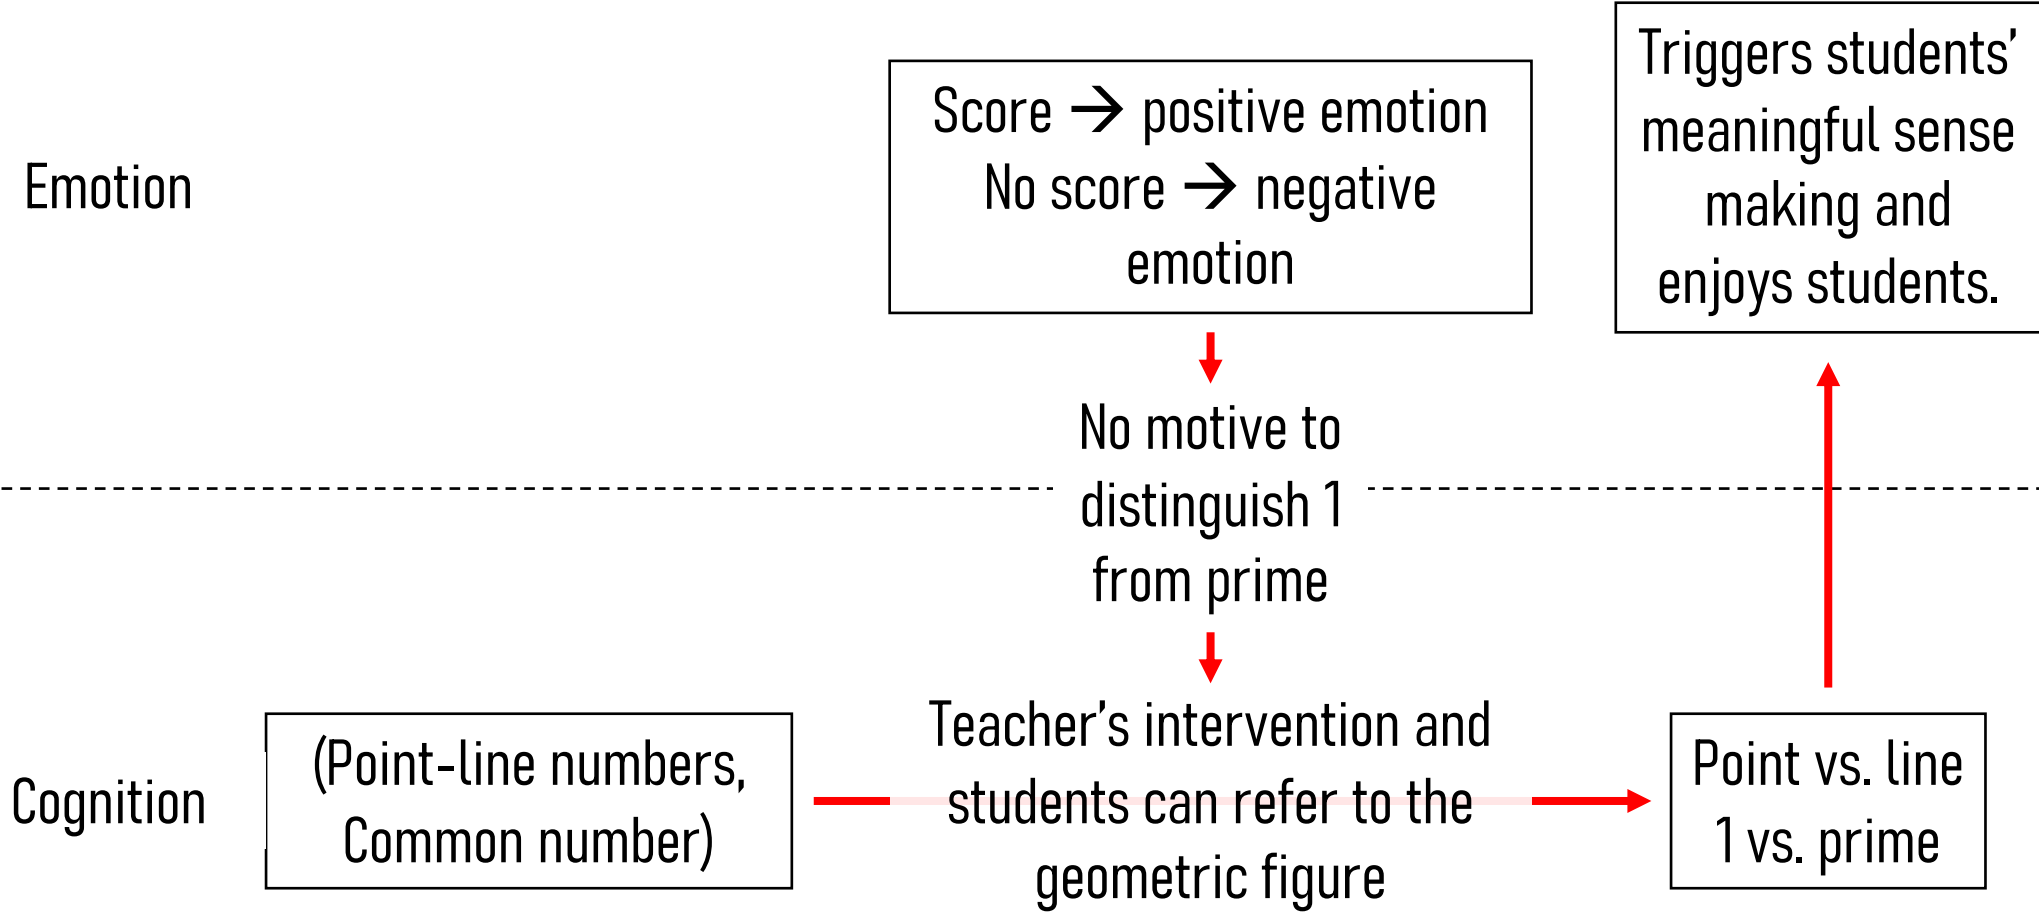 Emotion
Score → positive emotion
No score → negative
emotion
Triggers students’
meaningful sense
making and
enjoys students.
No motive to
distinguish 1
from prime
Cognition
(Point-line numbers,
Common number)
Teacher’s intervention and
students can refer to the
geometric figure
Point vs. line
1 vs. prime